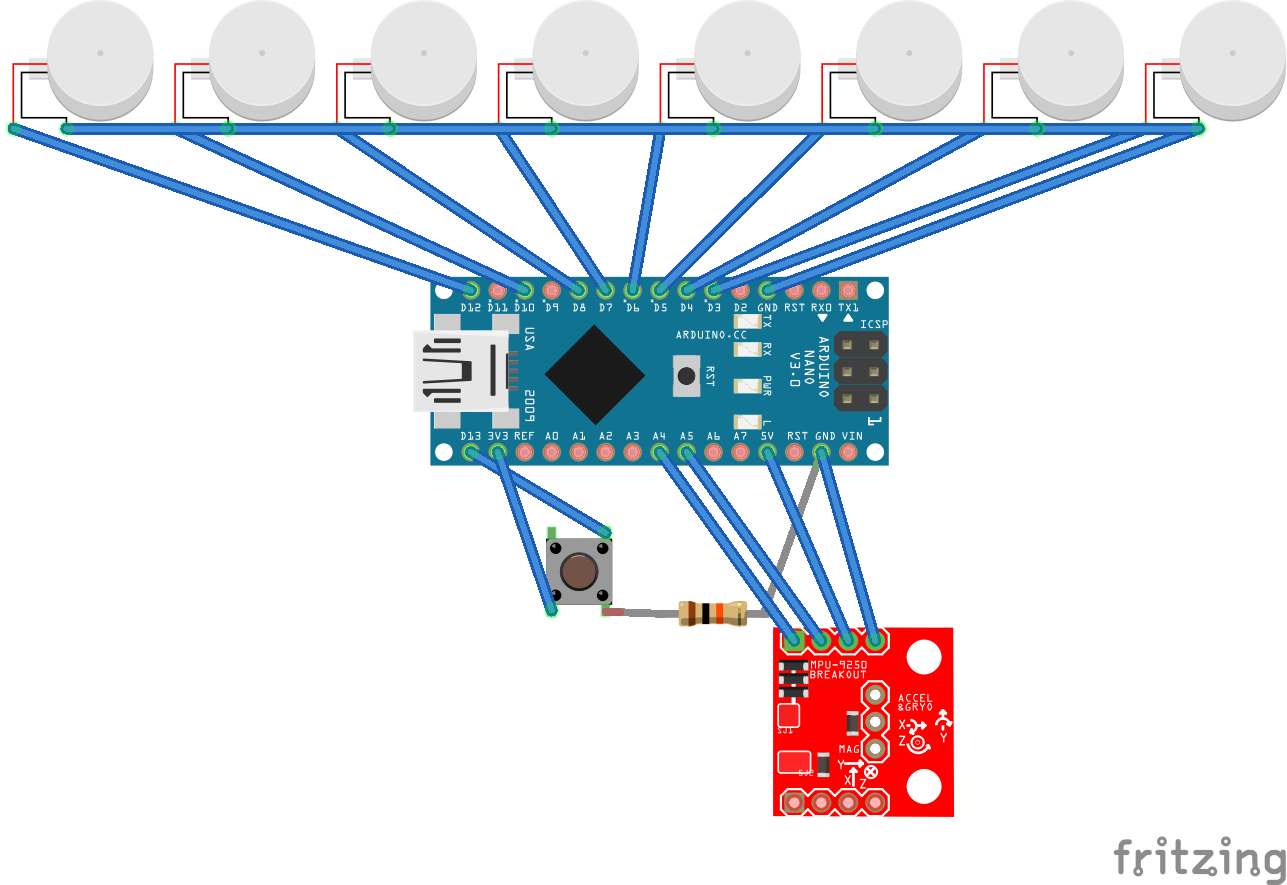 D12 D11 D10 D9 D8 D7 D6 D5 D4 D3 D2 GND RST RX0 TX1
TX
RX
PWR
L
ARDUINO.CC
RST
ICSP
ARDUINO
NANO
V3.0
1
USA
2005
D13 3V3 REF A0 A1 A2 A3 A4 A5 A6 A7 5V RST GND VIN
MPU-9250
BREAKOUT
ACCEL
&GRYO
X
Z
Y
MAG
Y
X
Z
SJ1
SJ2
fritzing